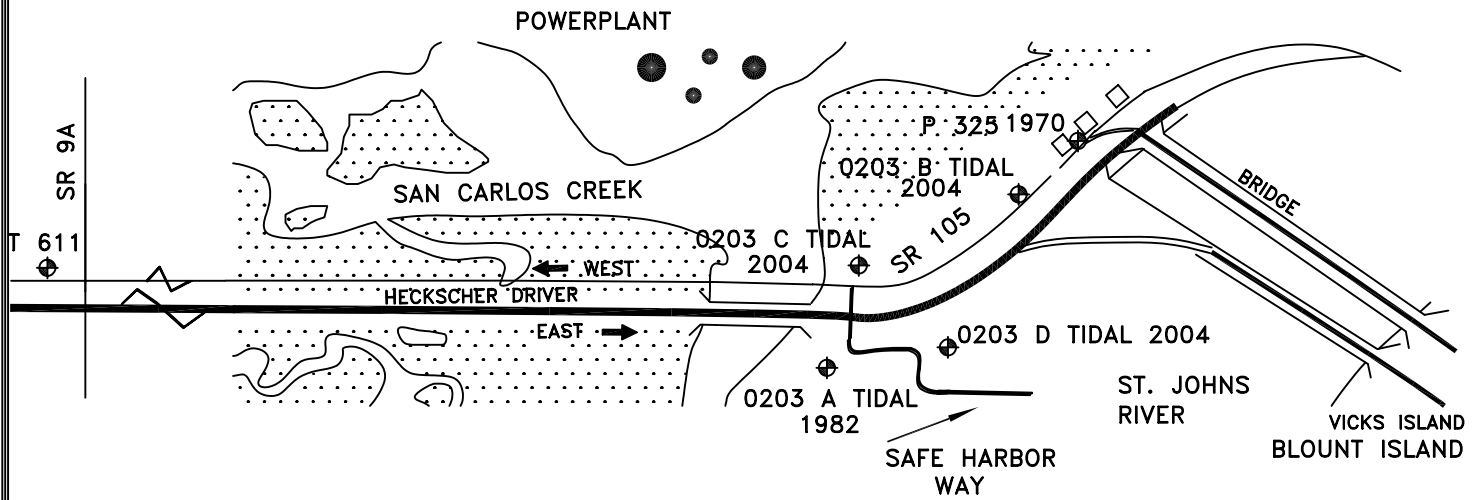 POWERPLANT
SR 9A
T 611
SAN CARLOS CREEK
P 325 1970
0203 B TIDAL
2004
0203 C TIDAL
2004
SR 105
BRIDGE
WEST
HECKSCHER DRIVER
EAST
0203 D TIDAL 2004
0203 A TIDAL
1982
ST. JOHNS
RIVER
SAFE HARBOR
WAY
VICKS ISLAND
BLOUNT ISLAND